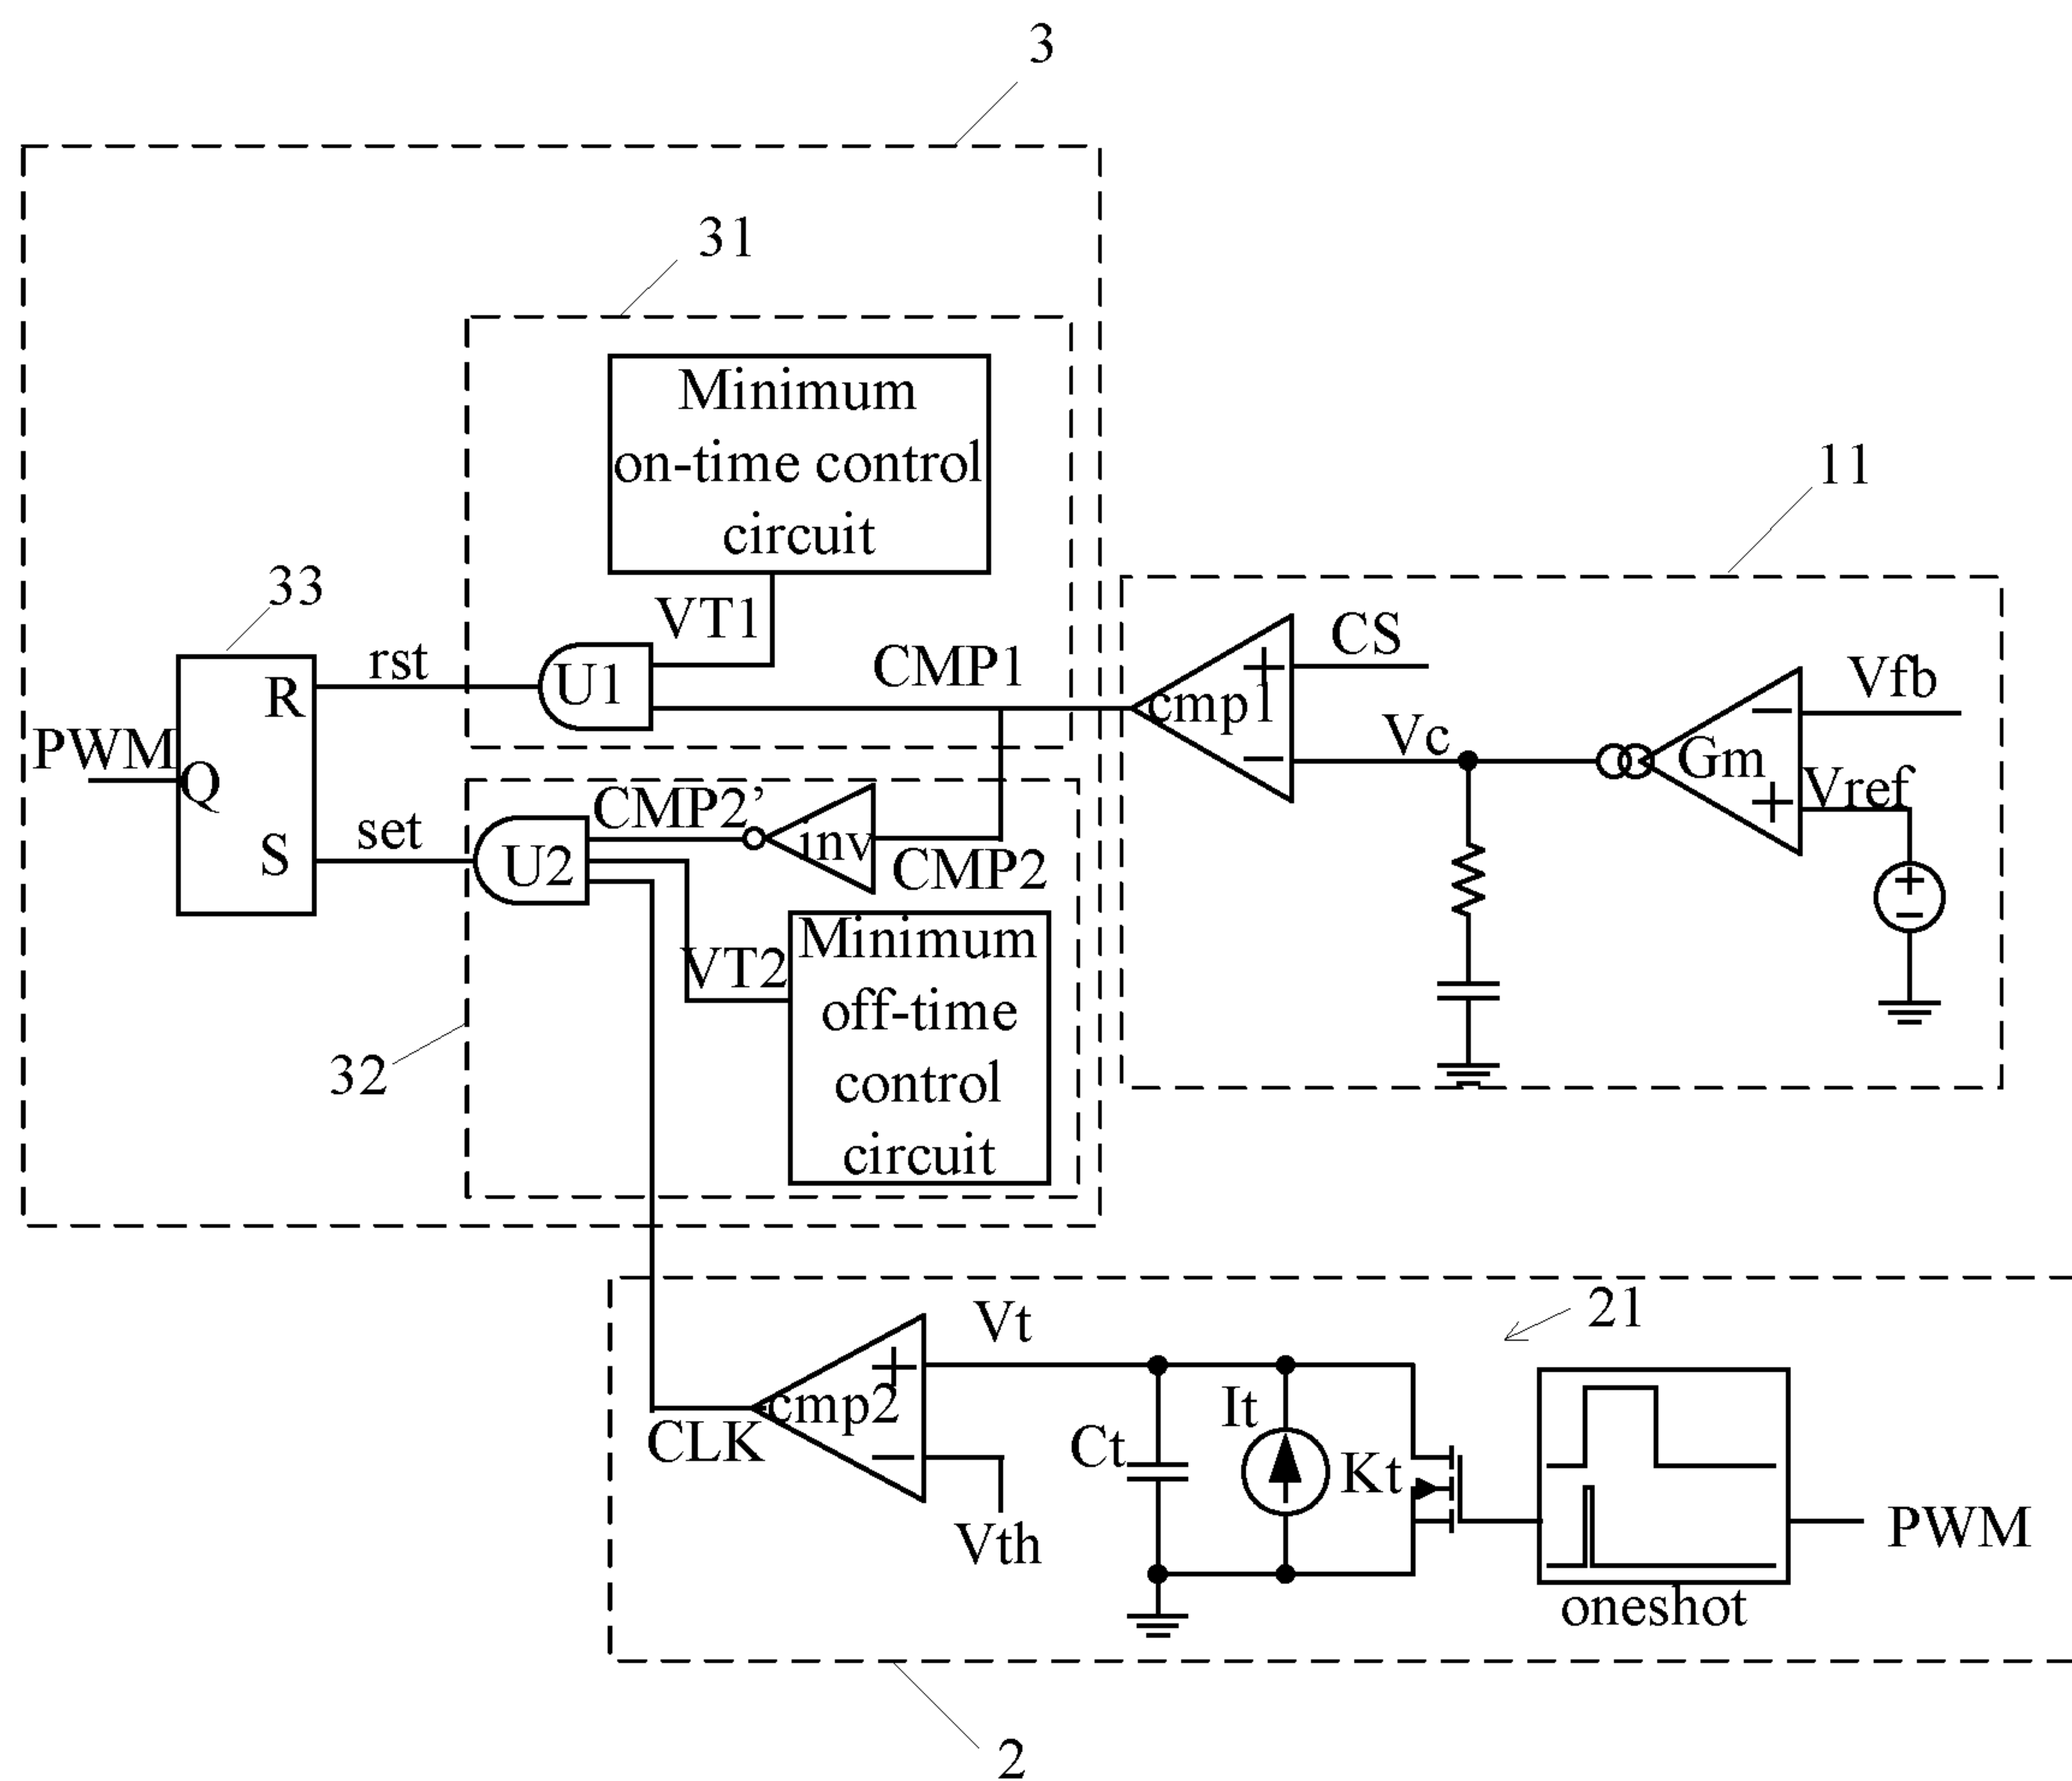 3
31
Minimum
on-time control
circuit
11
33
VT1
CS
rst
U1
CMP1
Vfb
R
cmp1
Vc
PWM
Gm
Q
Vref
CMP2’
set
inv
S
U2
CMP2
VT2
Minimum
off-time
control
circuit
32
21
Vt
It
cmp2
Ct
Kt
CLK
Vth
PWM
oneshot
2